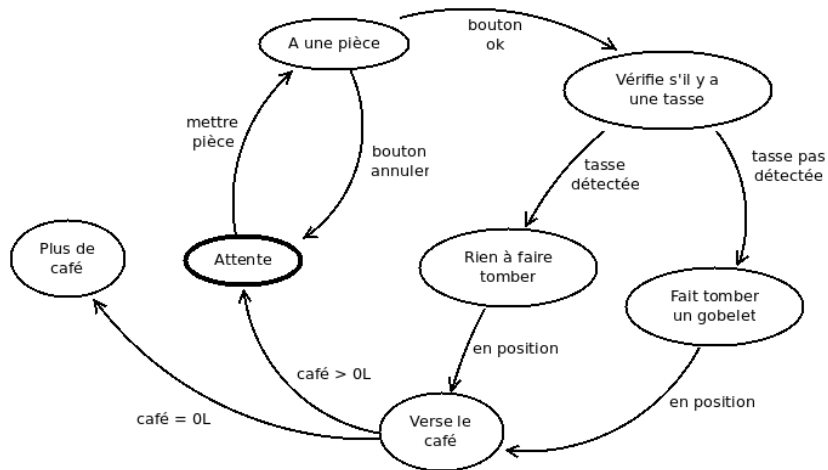 A une pièce
bouton
ok
Vérifie s'il y a
une tasse
mettre
pièce
bouton
annuler
tasse
détectée
tasse pas
détectée
Plus de
café
Attente
Rien à faire
tomber
Fait tomber
un gobelet
en position
café > 0L
café = 0L
Verse le
café
en position